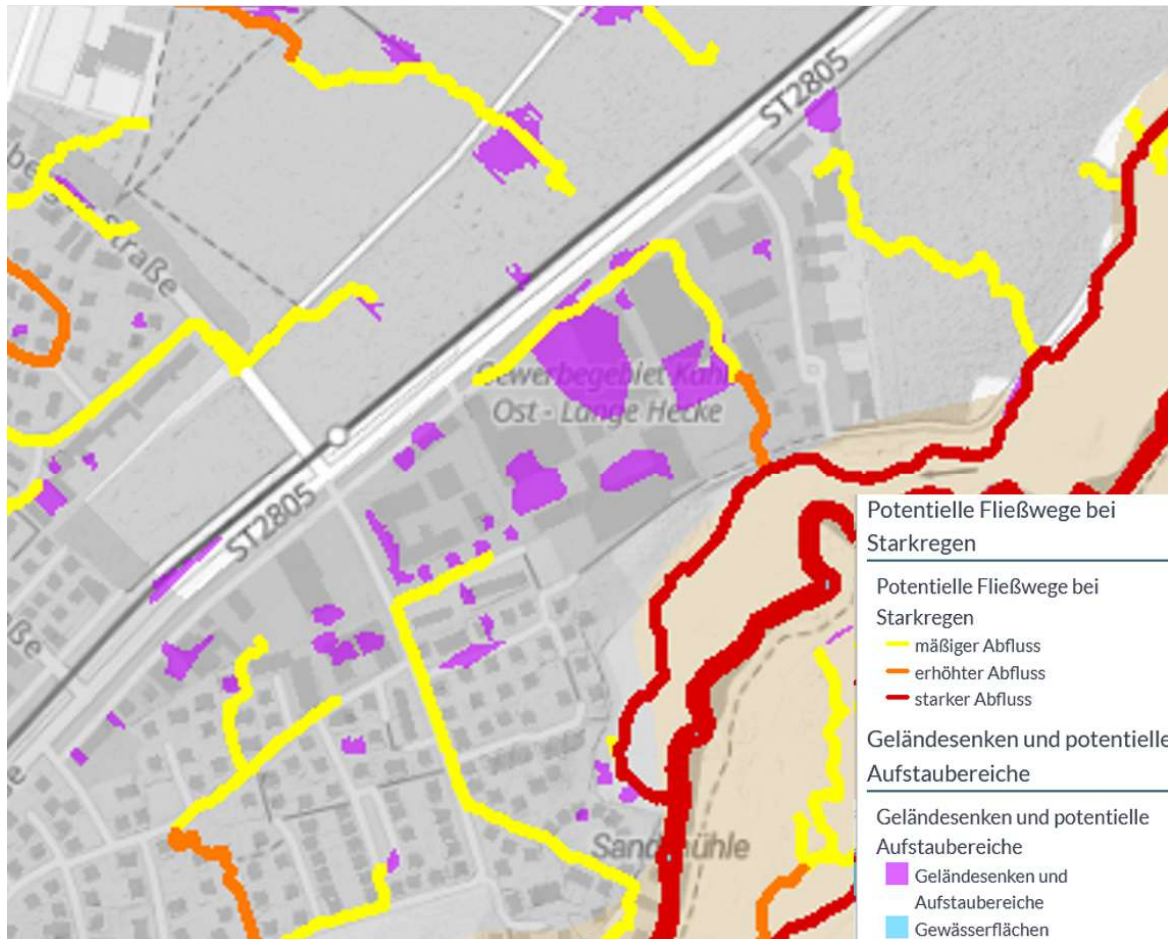 ST2805
Straße
Gewerbegebiet Kahl
Ost - Lange Hecke
ST2805
Sandmühle
Potentielle Fließwege bei
Starkregen
Potentielle Fließwege bei
Starkregen
mäßiger Abfluss
erhöhter Abfluss
starker Abfluss
Geländesenken und potentielle
Aufstaubereiche
Geländesenken und potentielle
Aufstaubereiche
Geländesenken und
Aufstaubereiche
Gewässerflächen